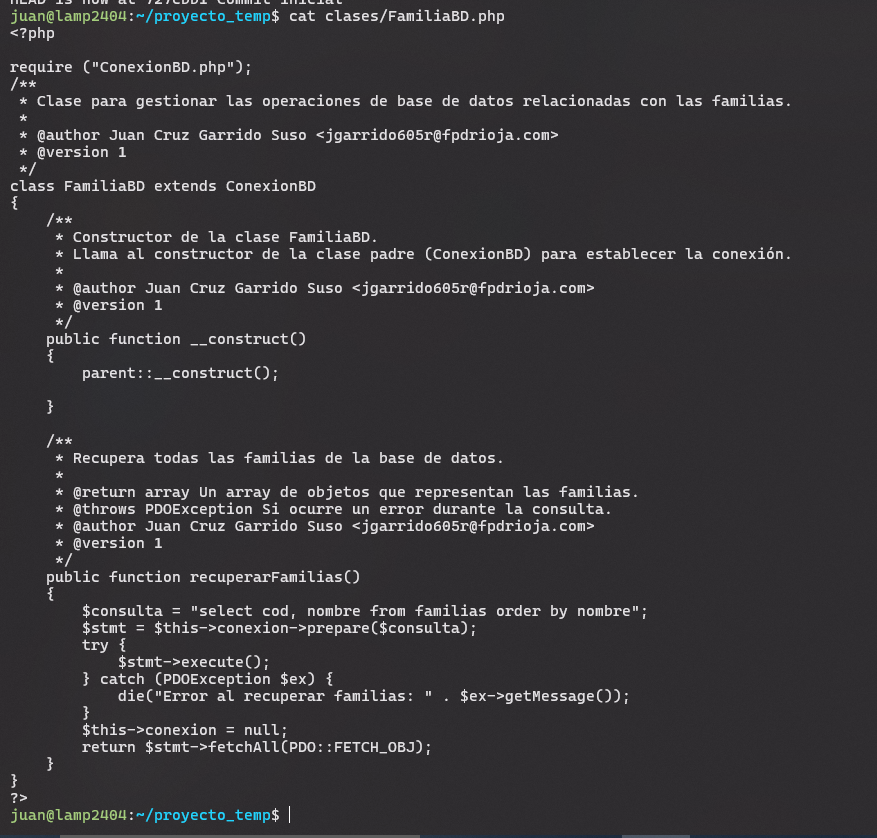 HEAD is now at 727CDD1 Commit inicial
juan@lamp2404:~/proyecto_temp$ cat clases/FamiliaBD.php
<?php

require ("ConexionBD.php");
/**
 * Clase para gestionar las operaciones de base de datos relacionadas con las familias.
 *
 * @author Juan Cruz Garrido Suso <jgarrido605r@fpdrioja.com>
 * @version 1
 */
class FamiliaBD extends ConexionBD
{
    /**
     * Constructor de la clase FamiliaBD.
     * Llama al constructor de la clase padre (ConexionBD) para establecer la conexión.
     *
     * @author Juan Cruz Garrido Suso <jgarrido605r@fpdrioja.com>
     * @version 1
     */
    public function __construct()
    {
        parent::__construct();

    }

    /**
     * Recupera todas las familias de la base de datos.
     *
     * @return array Un array de objetos que representan las familias.
     * @throws PDOException Si ocurre un error durante la consulta.
     * @author Juan Cruz Garrido Suso <jgarrido605r@fpdrioja.com>
     * @version 1
     */
    public function recuperarFamilias()
    {
        $consulta = "select cod, nombre from familias order by nombre";
        $stmt = $this->conexion->prepare($consulta);
        try {
            $stmt->execute();
        } catch (PDOException $ex) {
            die("Error al recuperar familias: " . $ex->getMessage());
        }
        $this->conexion = null;
        return $stmt->fetchAll(PDO::FETCH_OBJ);
    }
}
?>
juan@lamp2404:~/proyecto_temp$